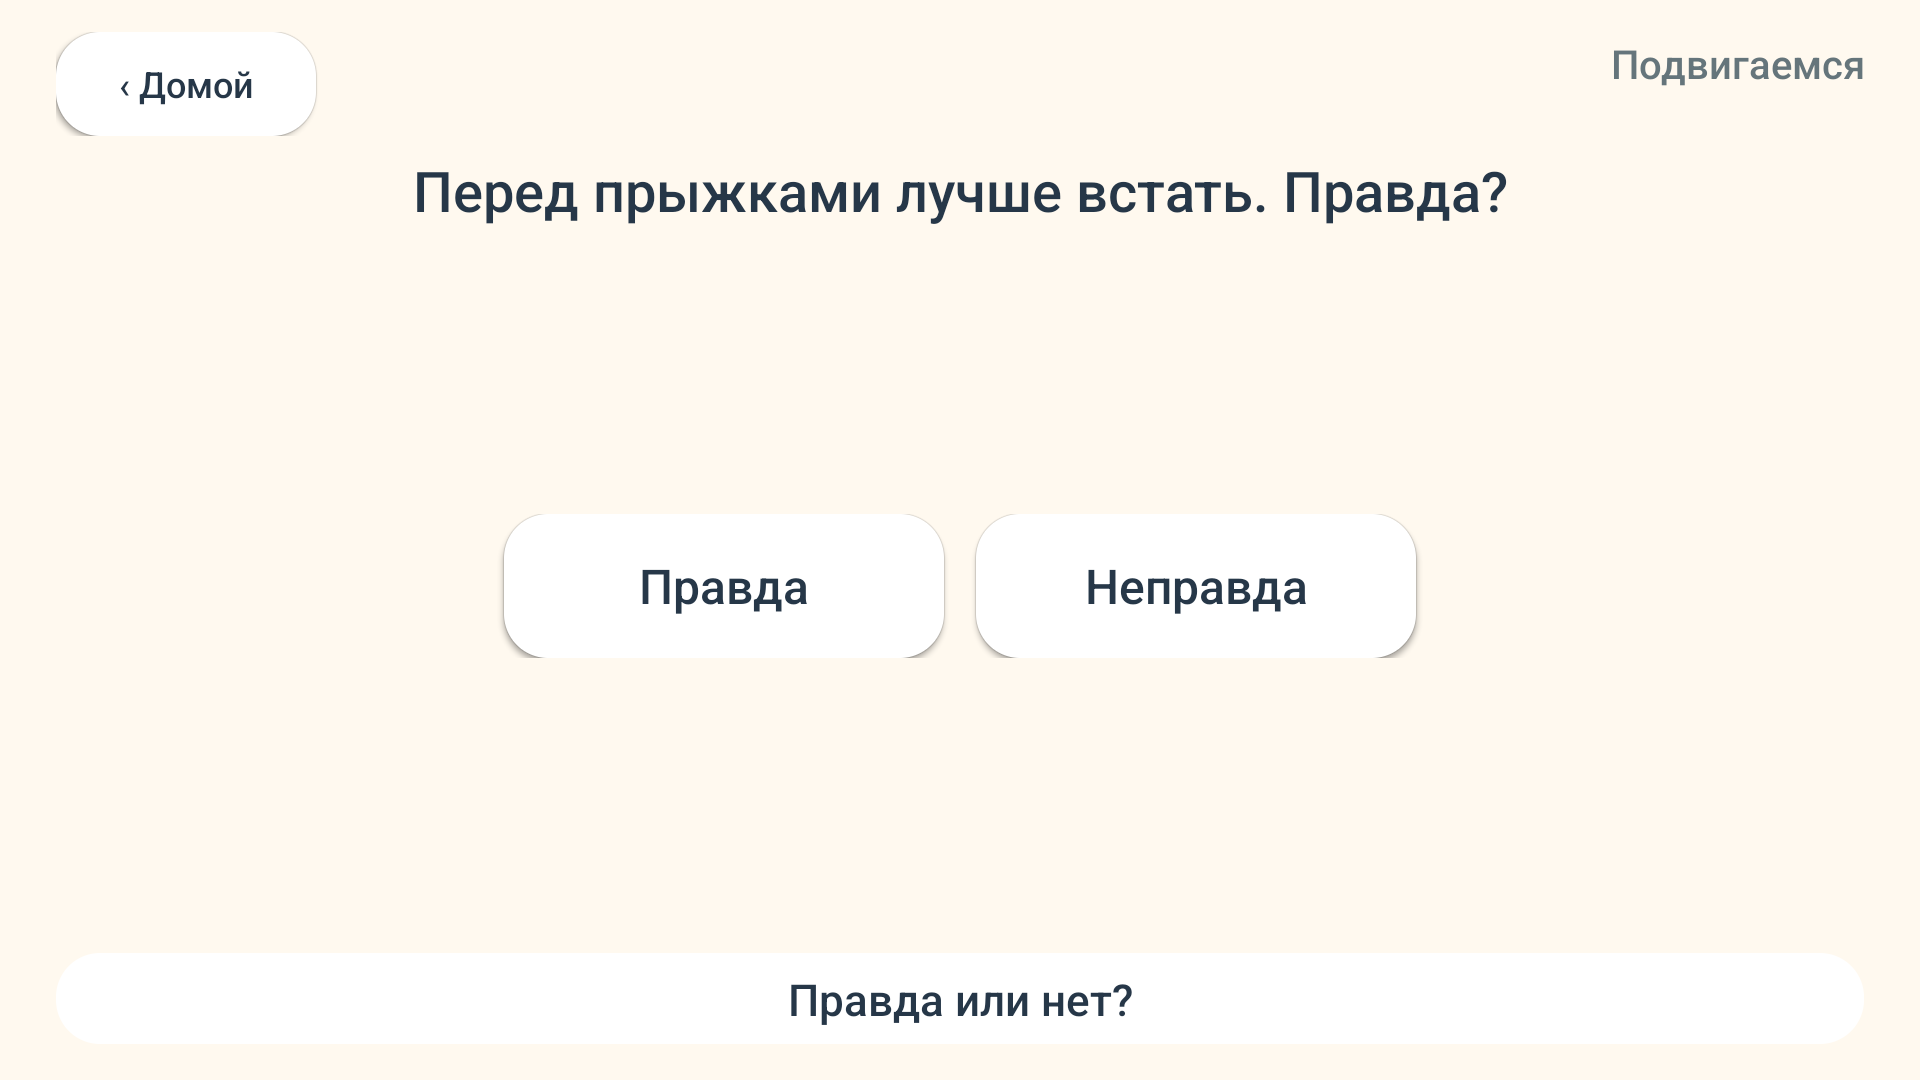 ‹ Домой
Подвигаемся
Перед прыжками лучше встать. Правда?
Правда
Неправда
Правда или нет?